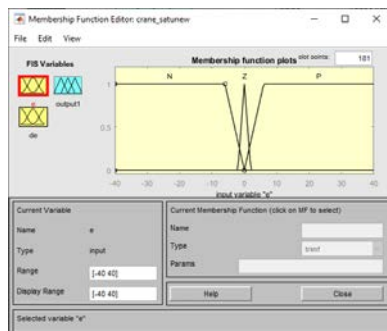 Membership Function Editor: crane_satunew
File Edit View
FIS Variables
Membership function plots
plot points:
181
e
output1
de
N Z P
1
0.5
0
-40 -30 -20 -10 0 10 20 30 40
input variable "e"
Current Variable
Name e
Type input
Range [-40 40]
Display Range [-40 40]
Current Membership Function (click on MF to select)
Name
Type
Params
Help Close
Selected variable "e"